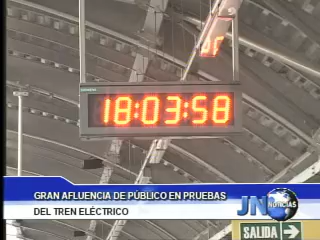 18:03:58
GRAN AFLUENCIA DE PÚBLICO EN PRUEBAS
DEL TREN ELÉCTRICO
JN
NOTICIAS
SALIDA